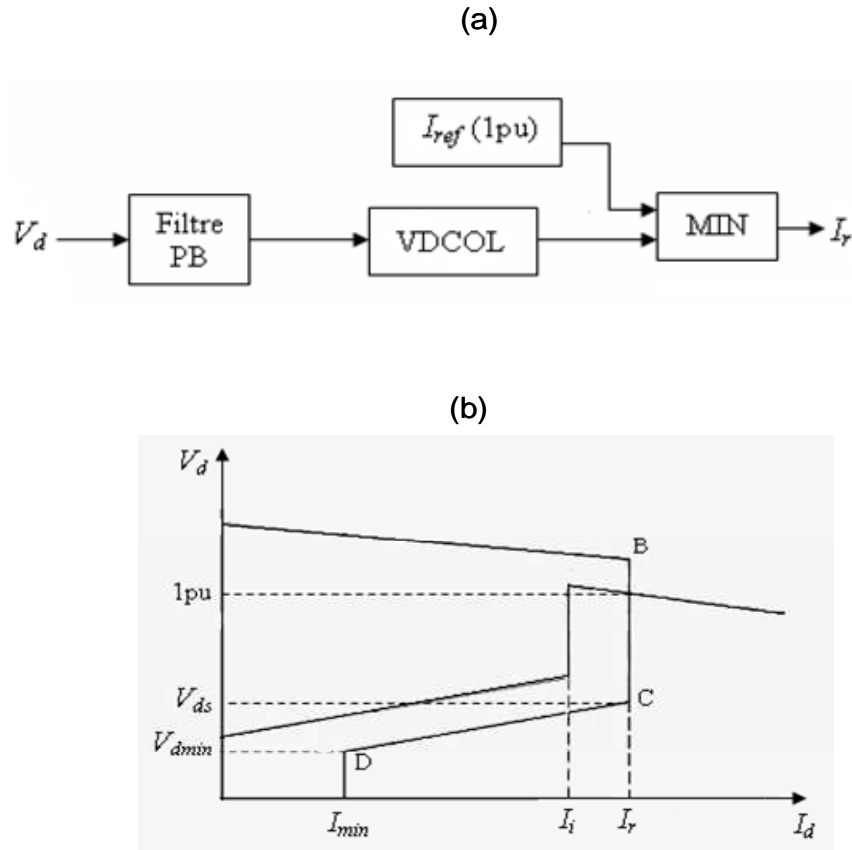 (a)
I_ref (1pu)
V_d
Filtre
PB
VDCOL
MIN
I_r
(b)
V_d
B
1pu
V_ds
C
V_dmin
D
I_min
I_i
I_r
I_d